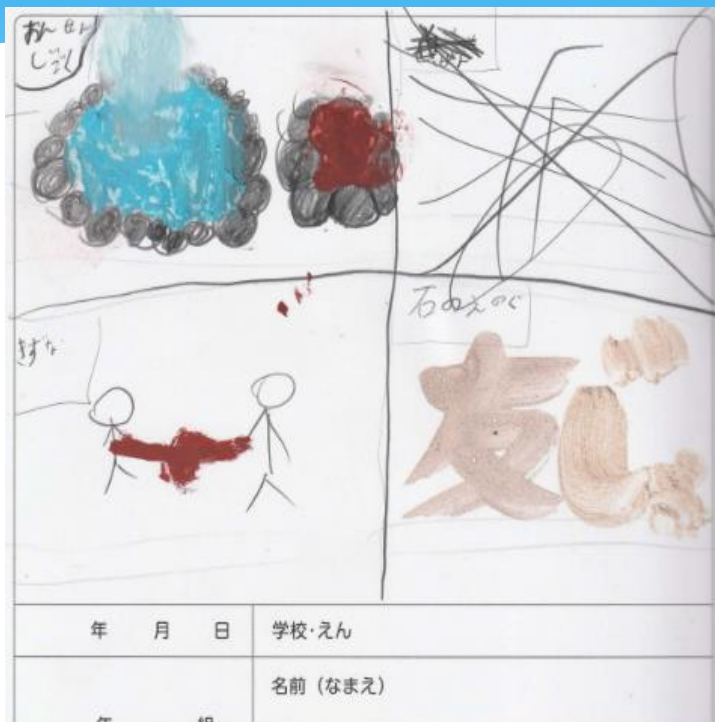 おんせん
じごく
きずな
石のえのぐ
友心
年 月 日
学校・えん
名前（なまえ）
年 組